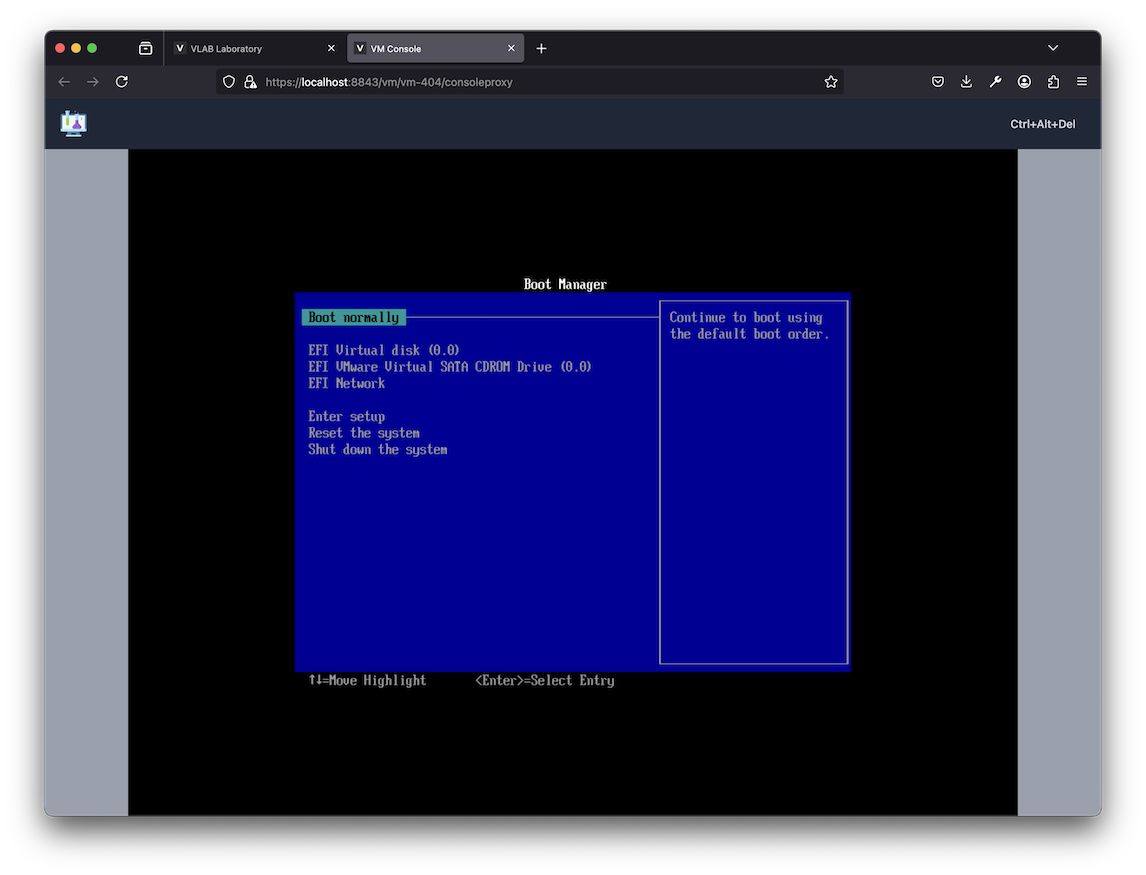 V VLAB Laboratory
V VM Console
https://localhost:8843/vm/vm-404/consoleproxy
Ctrl+Alt+Del
Boot Manager
Boot normally
EFI Virtual disk (0.0)
EFI VMware Virtual SATA CDROM Drive (0.0)
EFI Network
Enter setup
Reset the system
Shut down the system
Continue to boot using
the default boot order.
↑↓=Move Highlight
<Enter>=Select Entry